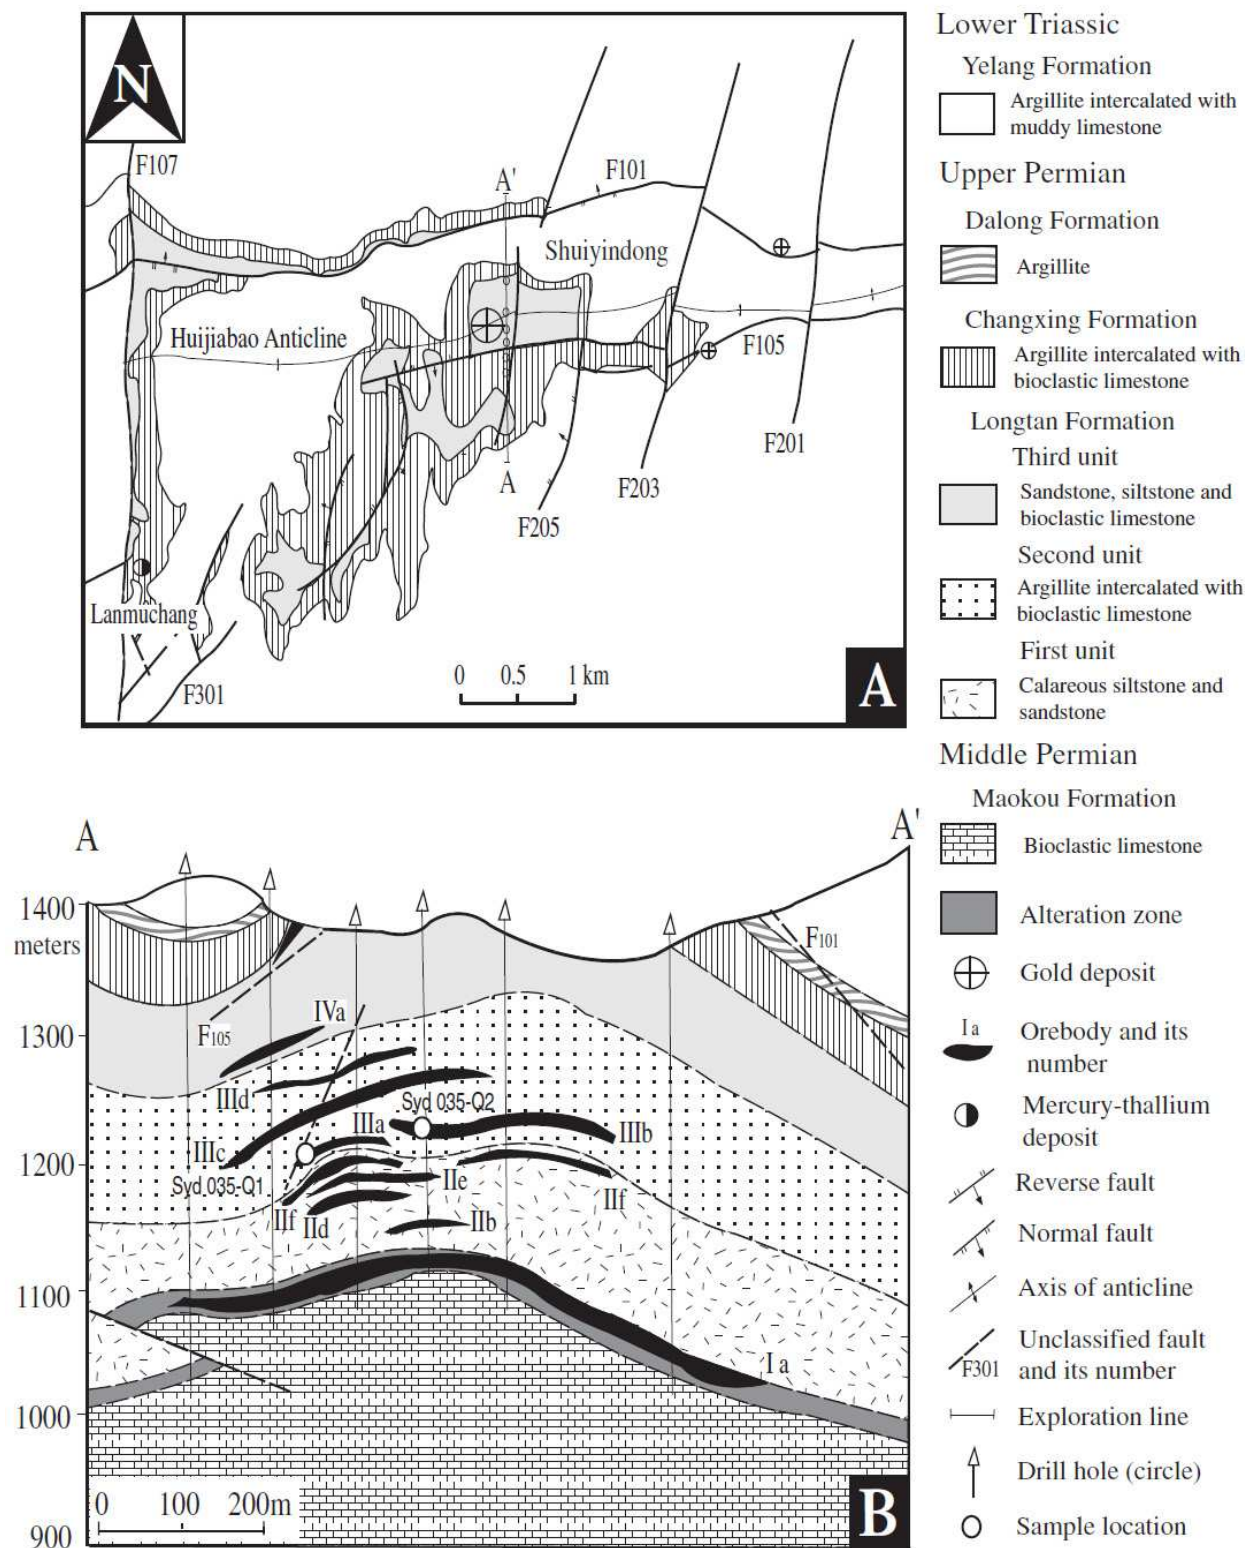 N
F107
A'
F101
Shuiyindong
Huijiabao Anticline
F105
F201
A
F203
F205
Lanmuchang
F301
0 0.5 1 km
A
Lower Triassic
Yelang Formation
Argillite intercalated with
muddy limestone
Upper Permian
Dalong Formation
Argillite
Changxing Formation
Argillite intercalated with
bioclastic limestone
Longtan Formation
Third unit
Sandstone, siltstone and
bioclastic limestone
Second unit
Argillite intercalated with
bioclastic limestone
First unit
Calareous siltstone and
sandstone
Middle Permian
Maokou Formation
Bioclastic limestone
Alteration zone
Gold deposit
I a
Orebody and its
number
Mercury-thallium
deposit
Reverse fault
Normal fault
Axis of anticline
Unclassified fault
F301 and its number
Exploration line
Drill hole (circle)
Sample location
A
A'
1400
meters
F101
IVa
1300
F105
IIId
Syd 035-Q2
IIIa
IIIb
IIIc
1200
Syd 035-Q1
IIe
IIf
IIf
IId
IIb
1100
I a
1000
0 100 200m
900
B